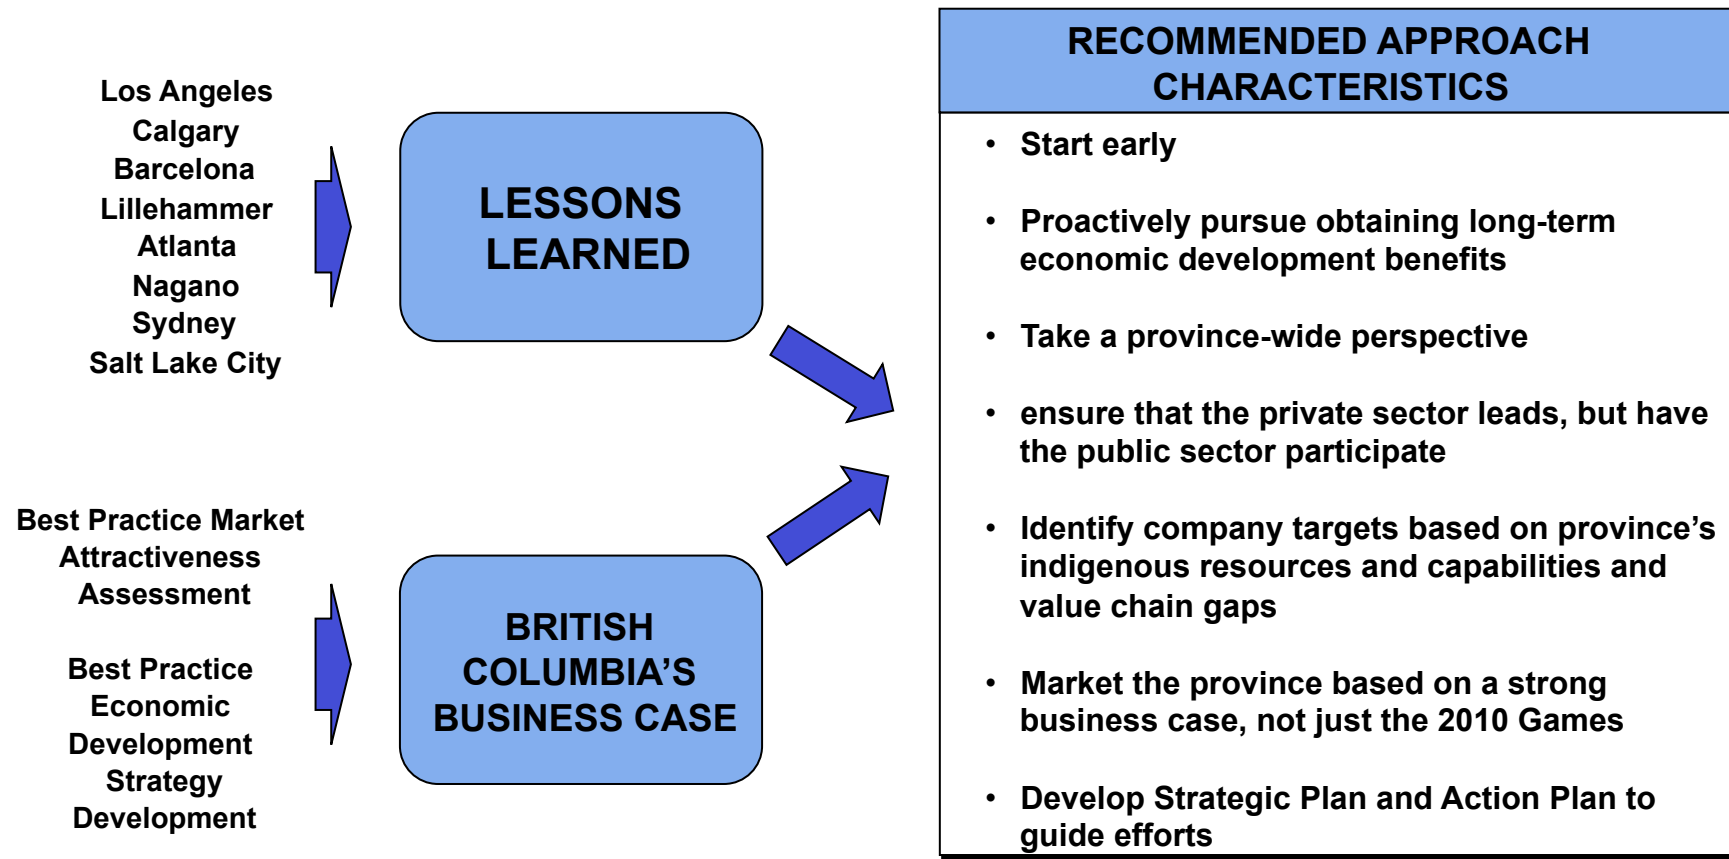 Los Angeles
Calgary
Barcelona
Lillehammer
Atlanta
Nagano
Sydney
Salt Lake City
LESSONS
LEARNED
Best Practice Market
Attractiveness
Assessment
Best Practice
Economic
Development
Strategy
Development
BRITISH
COLUMBIA’S
BUSINESS CASE
RECOMMENDED APPROACH
CHARACTERISTICS
• Start early
• Proactively pursue obtaining long-term
economic development benefits
• Take a province-wide perspective
• ensure that the private sector leads, but have
the public sector participate
• Identify company targets based on province’s
indigenous resources and capabilities and
value chain gaps
• Market the province based on a strong
business case, not just the 2010 Games
• Develop Strategic Plan and Action Plan to
guide efforts